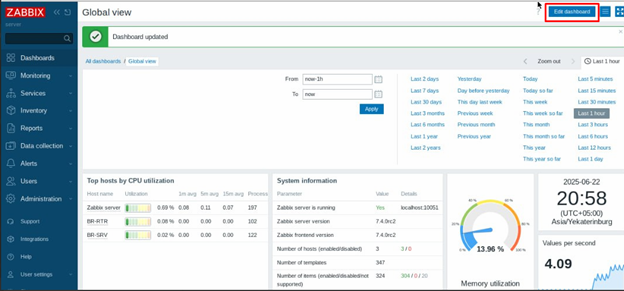 ZABBIX
server
Global view
Edit dashboard
Dashboard updated
All dashboards / Global view
Zoom out
Last 1 hour
From now-1h
To now
Apply
Last 2 days Yesterday Today Last 5 minutes
Last 7 days Day before yesterday Today so far Last 15 minutes
Last 30 days This day last week This week Last 30 minutes
Last 3 months Previous week This week so far Last 1 hour
Last 6 months Previous month This month Last 3 hours
Last 1 year Previous year This month so far Last 6 hours
Last 2 years This year Last 12 hours
This year so far Last 1 day
Dashboards
Monitoring
Services
Inventory
Reports
Data collection
Alerts
Users
Administration
Support
Integrations
Help
User settings
Top hosts by CPU utilization
Host name Utilization 1m avg 5m avg 15m avg Process
Zabbix server 0.69 % 0.08 0.11 0.07 197
BR-RTR 0.08 % 0.00 0.00 0.00 102
BR-SRV 0.02 % 0.00 0.00 0.00 122
System information
Parameter Value Details
Zabbix server is running Yes localhost:10051
Zabbix server version 7.4.0rc2
Zabbix frontend version 7.4.0rc2
Number of hosts (enabled/disabled) 3 3 / 0
Number of templates 347
Number of items (enabled/disabled/not supported) 324 304 / 0 / 20
0 %
20 %
40 %
60 %
80 %
100 %
13.96 %
Memory utilization
2025-06-22
20:58
(UTC+05:00)
Asia/Yekaterinburg
Values per second
4.09